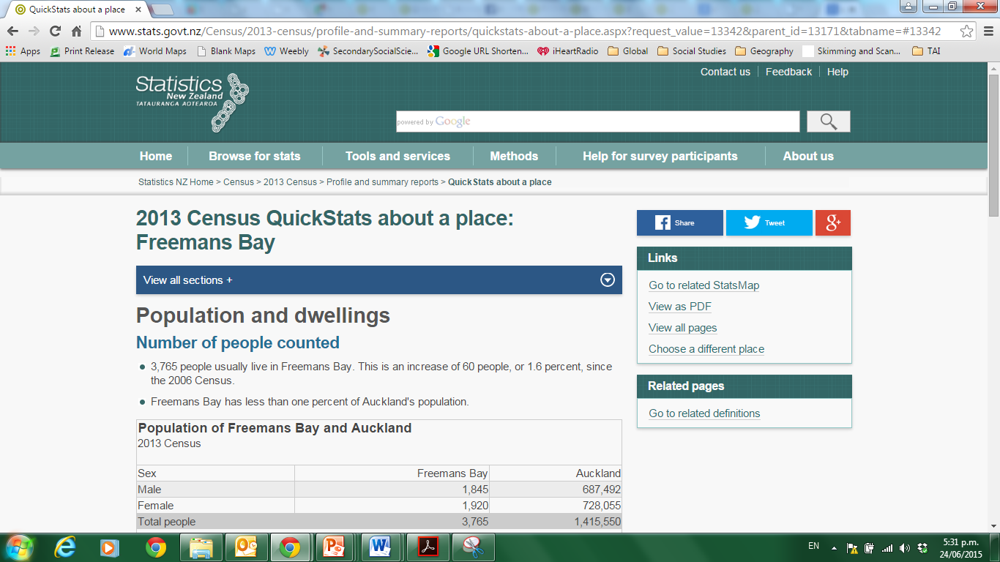 QuickStats about a place
www.stats.govt.nz/Census/2013-census/profile-and-summary-reports/quickstats-about-a-place.aspx?request_value=13342&parent_id=13171&tabname=#13342
Apps Print Release World Maps Blank Maps Weebly SecondarySocialScie... Google URL Shorten... iHeartRadio Global Social Studies Geography Skimming and Scan... TAI
Contact us Feedback Help
Statistics
New Zealand
TATAURANGA AOTEAROA
powered by Google
Home Browse for stats Tools and services Methods Help for survey participants About us
Statistics NZ Home > Census > 2013 Census > Profile and summary reports > QuickStats about a place
2013 Census QuickStats about a place:
Freemans Bay
Share Tweet g+
View all sections +
Population and dwellings
Number of people counted
• 3,765 people usually live in Freemans Bay. This is an increase of 60 people, or 1.6 percent, since
the 2006 Census.
• Freemans Bay has less than one percent of Auckland's population.
Population of Freemans Bay and Auckland
2013 Census
Sex Freemans Bay Auckland
Male 1,845 687,492
Female 1,920 728,055
Total people 3,765 1,415,550
Links
Go to related StatsMap
View as PDF
View all pages
Choose a different place
Related pages
Go to related definitions
EN
5:31 p.m.
24/06/2015